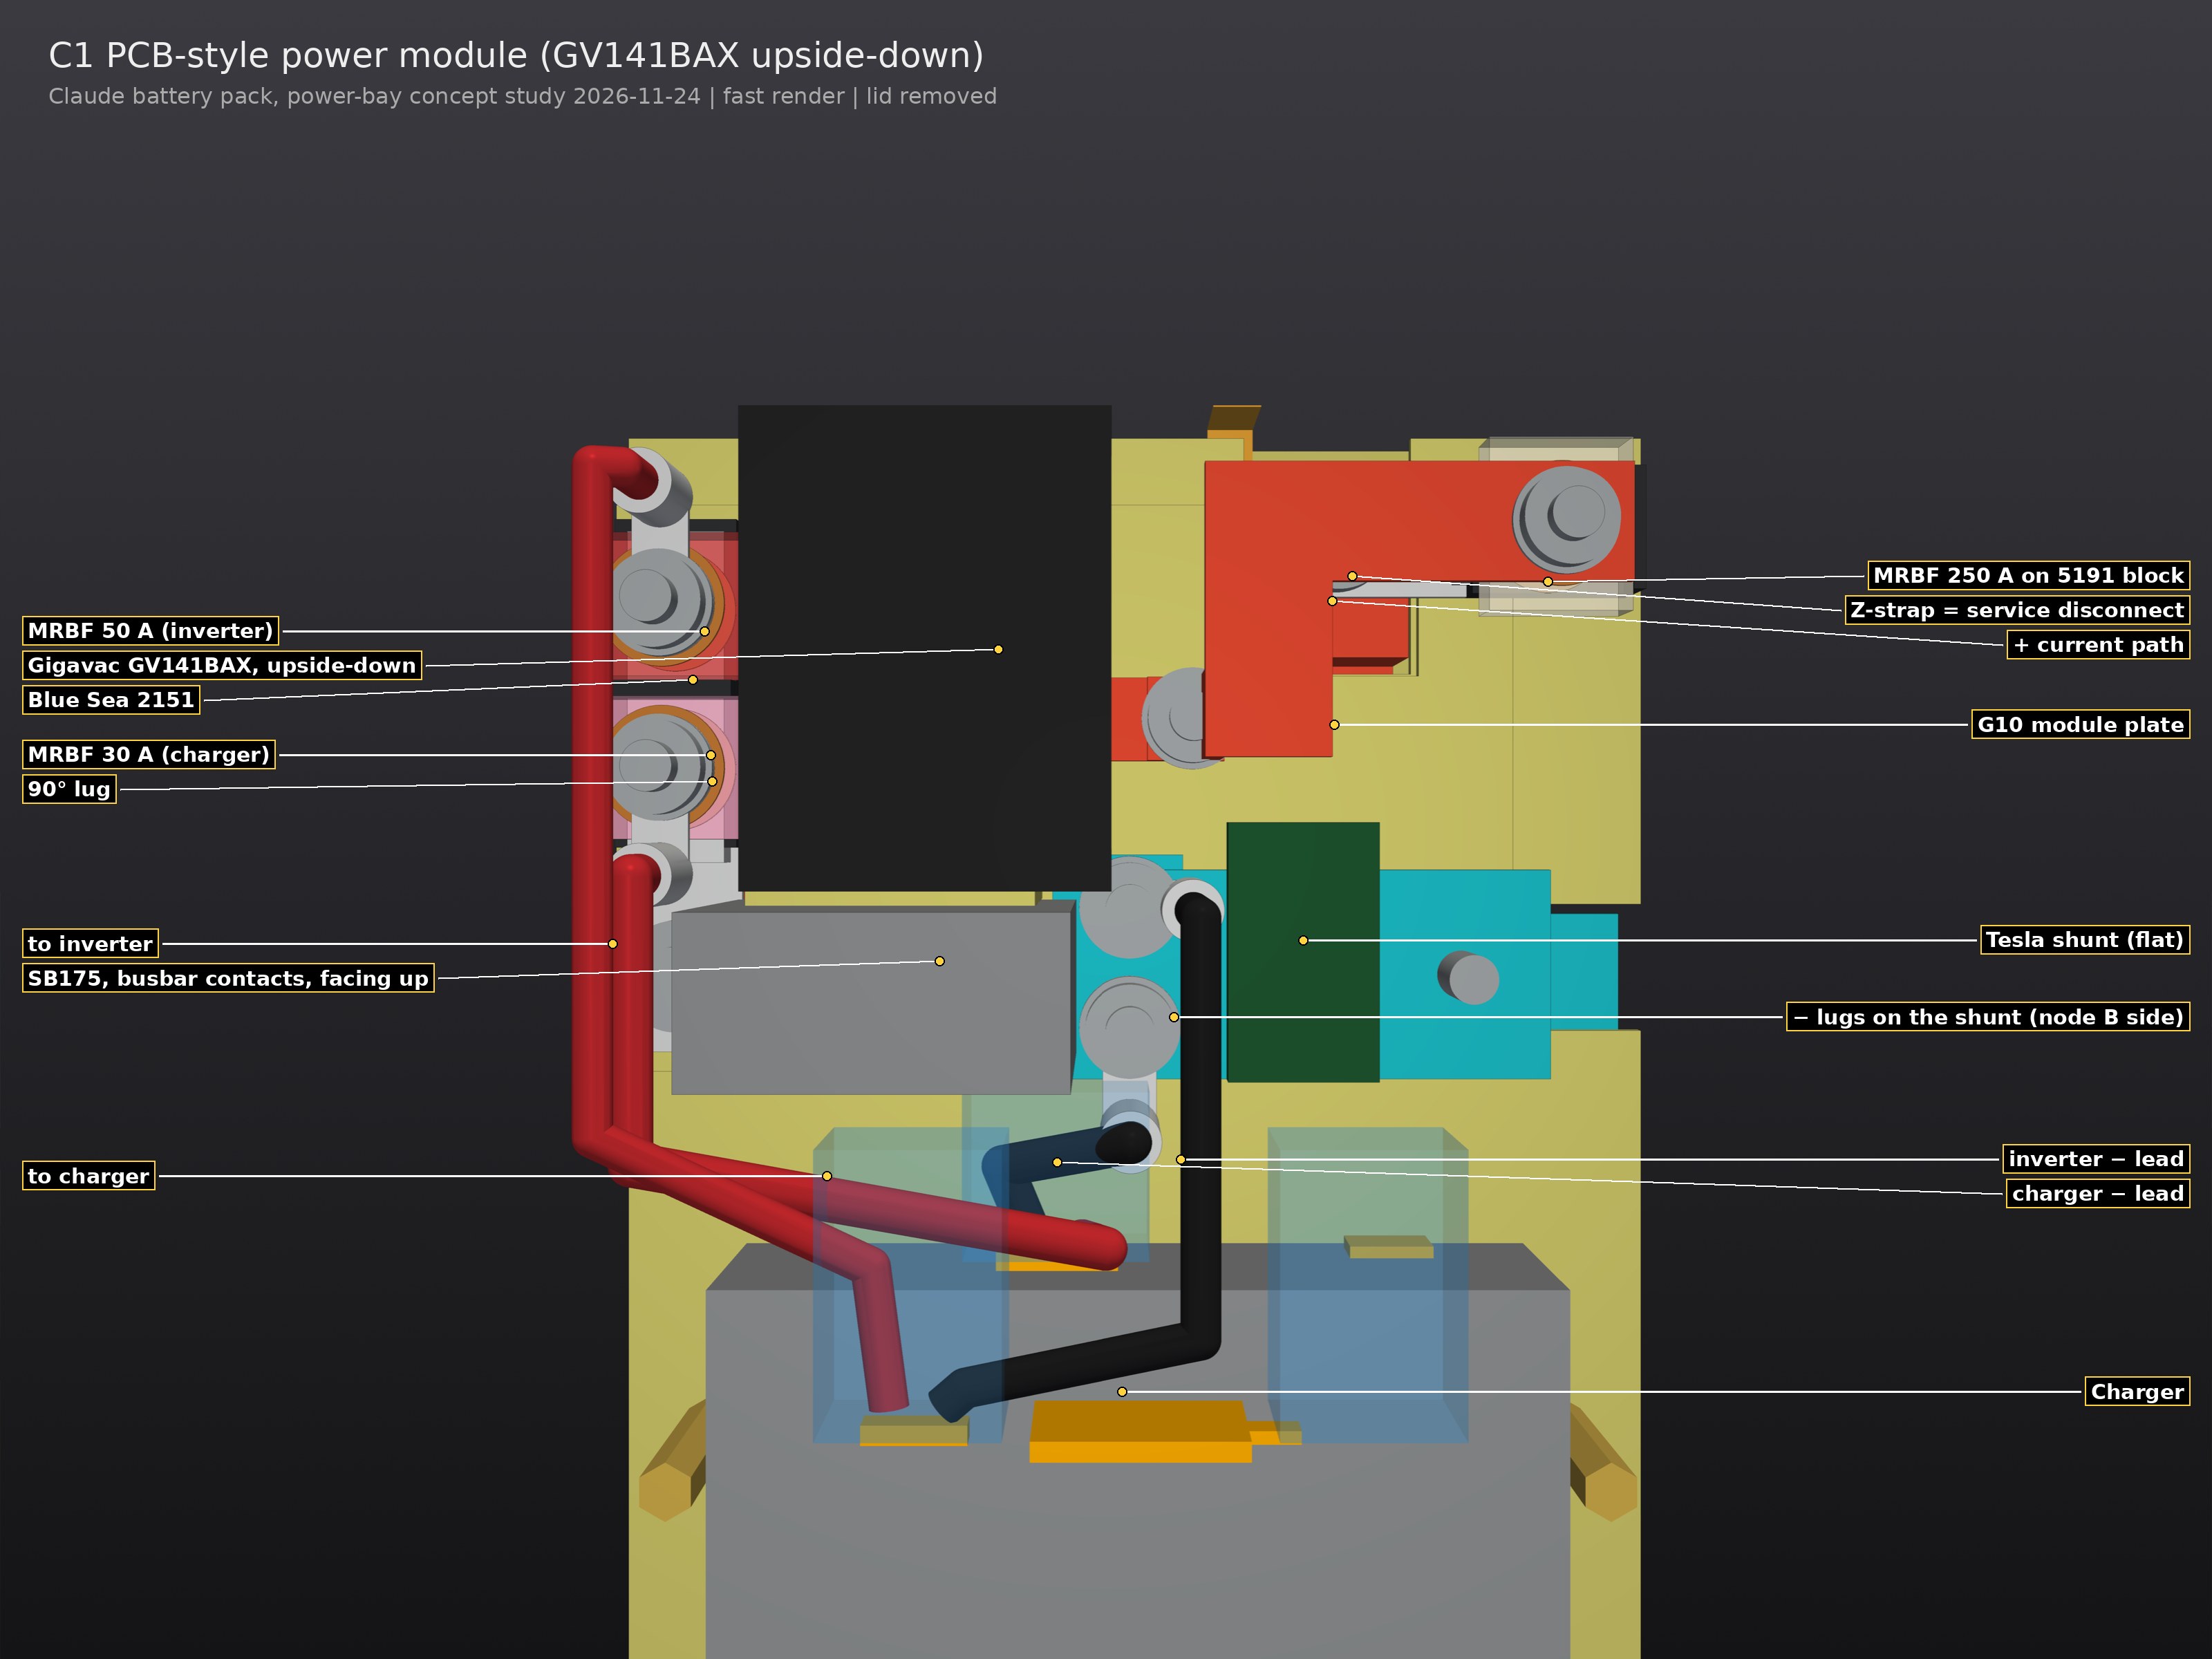 C1 PCB-style power module (GV141BAX upside-down)
Claude battery pack, power-bay concept study 2026-11-24 | fast render | lid removed
MRBF 50 A (inverter)
Gigavac GV141BAX, upside-down
Blue Sea 2151
MRBF 30 A (charger)
90° lug
to inverter
SB175, busbar contacts, facing up
to charger
MRBF 250 A on 5191 block
Z-strap = service disconnect
+ current path
G10 module plate
Tesla shunt (flat)
− lugs on the shunt (node B side)
inverter − lead
charger − lead
Charger